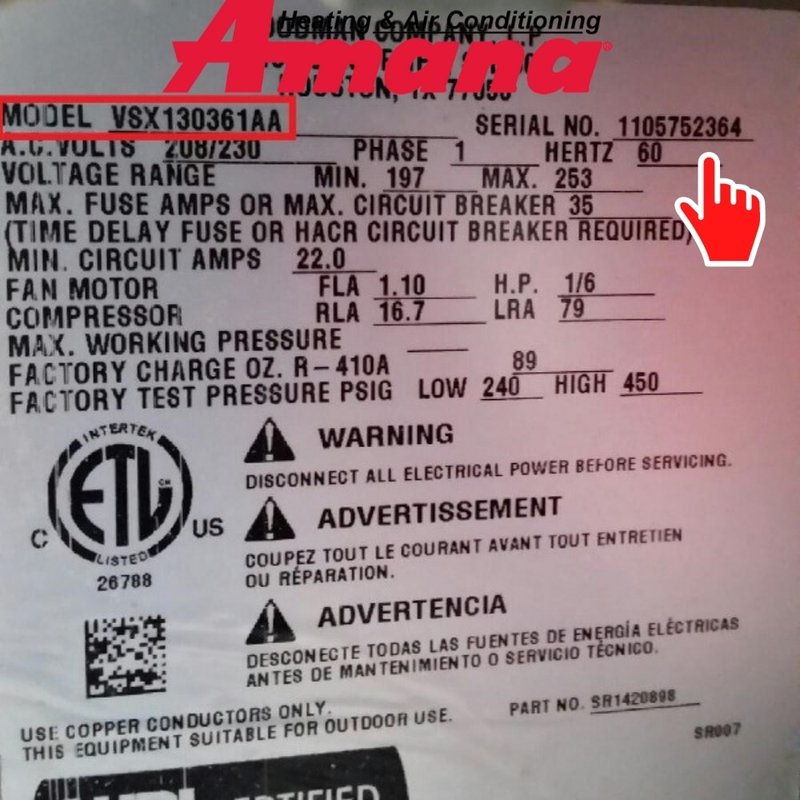 Heating & Air Conditioning
Amana®
HOUSTON, TX
MODEL VSX130361AA SERIAL NO. 1105752364
A.C. VOLTS 208/230 PHASE 1 HERTZ 60
VOLTAGE RANGE MIN. 197 MAX. 253
MAX. FUSE AMPS OR MAX. CIRCUIT BREAKER 35
(TIME DELAY FUSE OR HACR CIRCUIT BREAKER REQUIRED)
MIN. CIRCUIT AMPS 22.0
FAN MOTOR FLA 1.10 H.P. 1/6
COMPRESSOR RLA 16.7 LRA 79
MAX. WORKING PRESSURE
FACTORY CHARGE OZ. R-410A 89
FACTORY TEST PRESSURE PSIG LOW 240 HIGH 450
INTERTEK
ETL CM
C US
LISTED
26788
WARNING
DISCONNECT ALL ELECTRICAL POWER BEFORE SERVICING.
ADVERTISSEMENT
COUPEZ TOUT LE COURANT AVANT TOUT ENTRETIEN
OU RÉPARATION.
ADVERTENCIA
DESCONECTE TODAS LAS FUENTES DE ENERGÍA ELÉCTRICAS
ANTES DE MANTENIMIENTO O SERVICIO TÉCNICO.
USE COPPER CONDUCTORS ONLY.
THIS EQUIPMENT SUITABLE FOR OUTDOOR USE.
PART NO. SR1420898
SR007
CERTIFIED